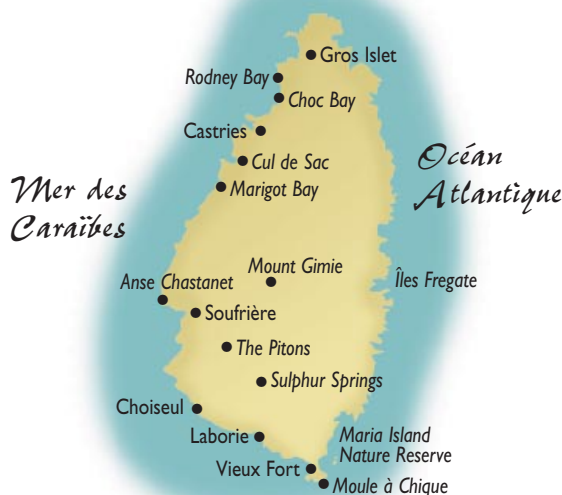 Gros Islet
Rodney Bay
Choc Bay
Castries
Cul de Sac
Marigot Bay
Mer des
Caraïbes
Océan
Atlantique
Mount Gimie
Anse Chastanet
Îles Fregate
Soufrière
The Pitons
Sulphur Springs
Choiseul
Laborie
Maria Island
Nature Reserve
Vieux Fort
Moule à Chique